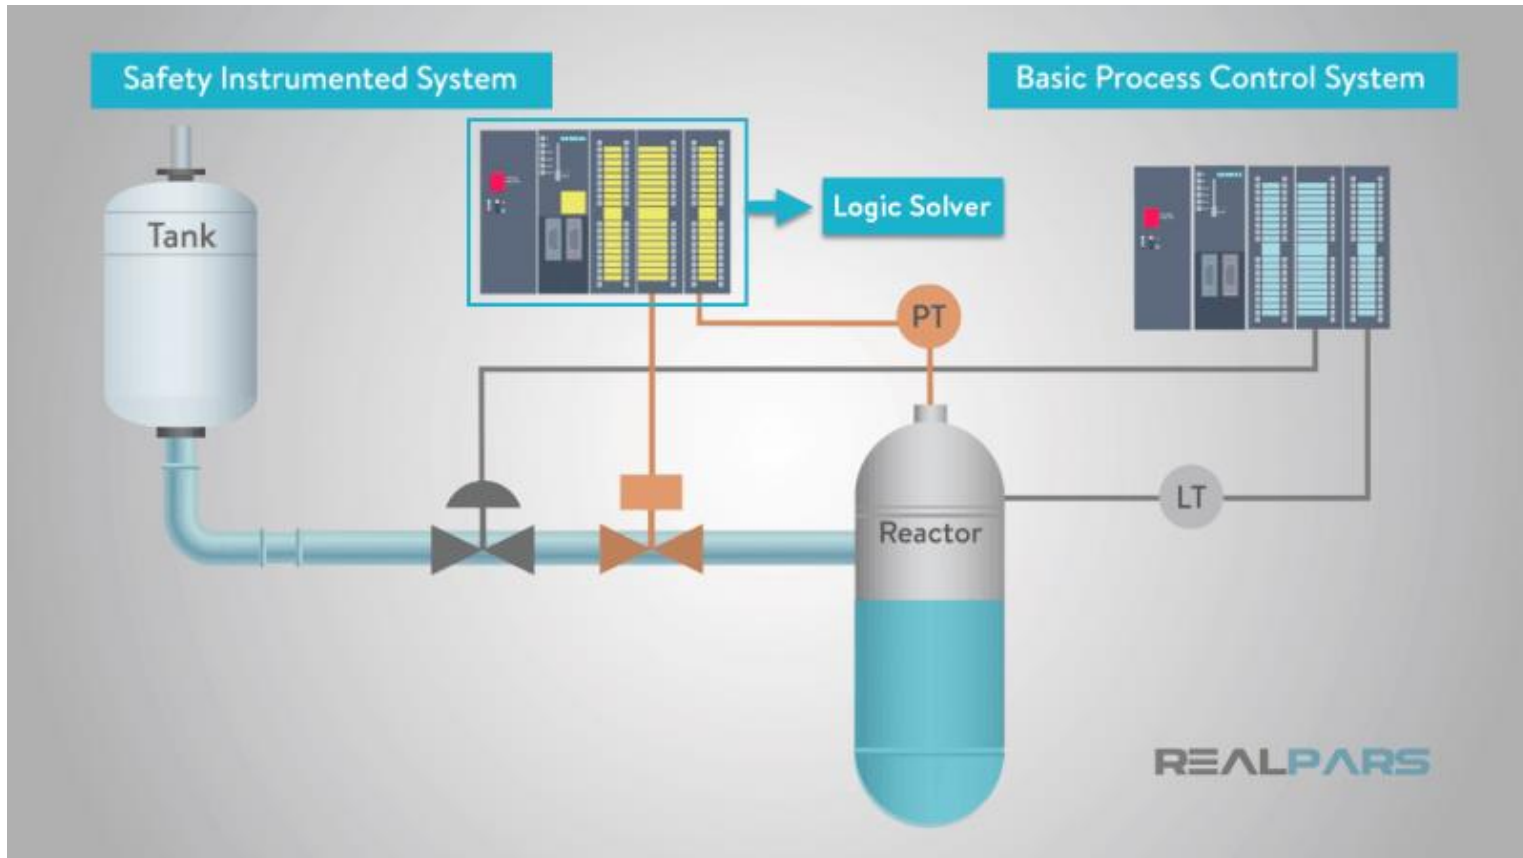 Safety Instrumented System
Basic Process Control System
Tank
Logic Solver
PT
LT
Reactor
REALPARS